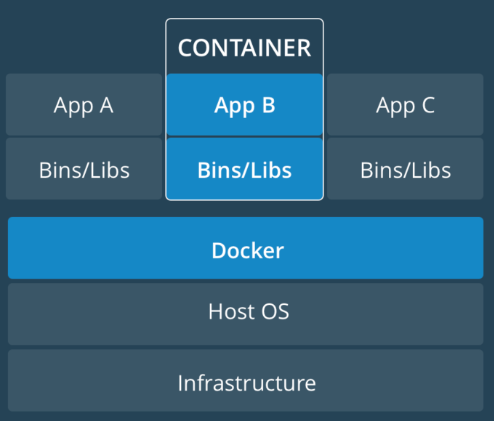 CONTAINER
App A
App B
App C
Bins/Libs
Bins/Libs
Bins/Libs
Docker
Host OS
Infrastructure